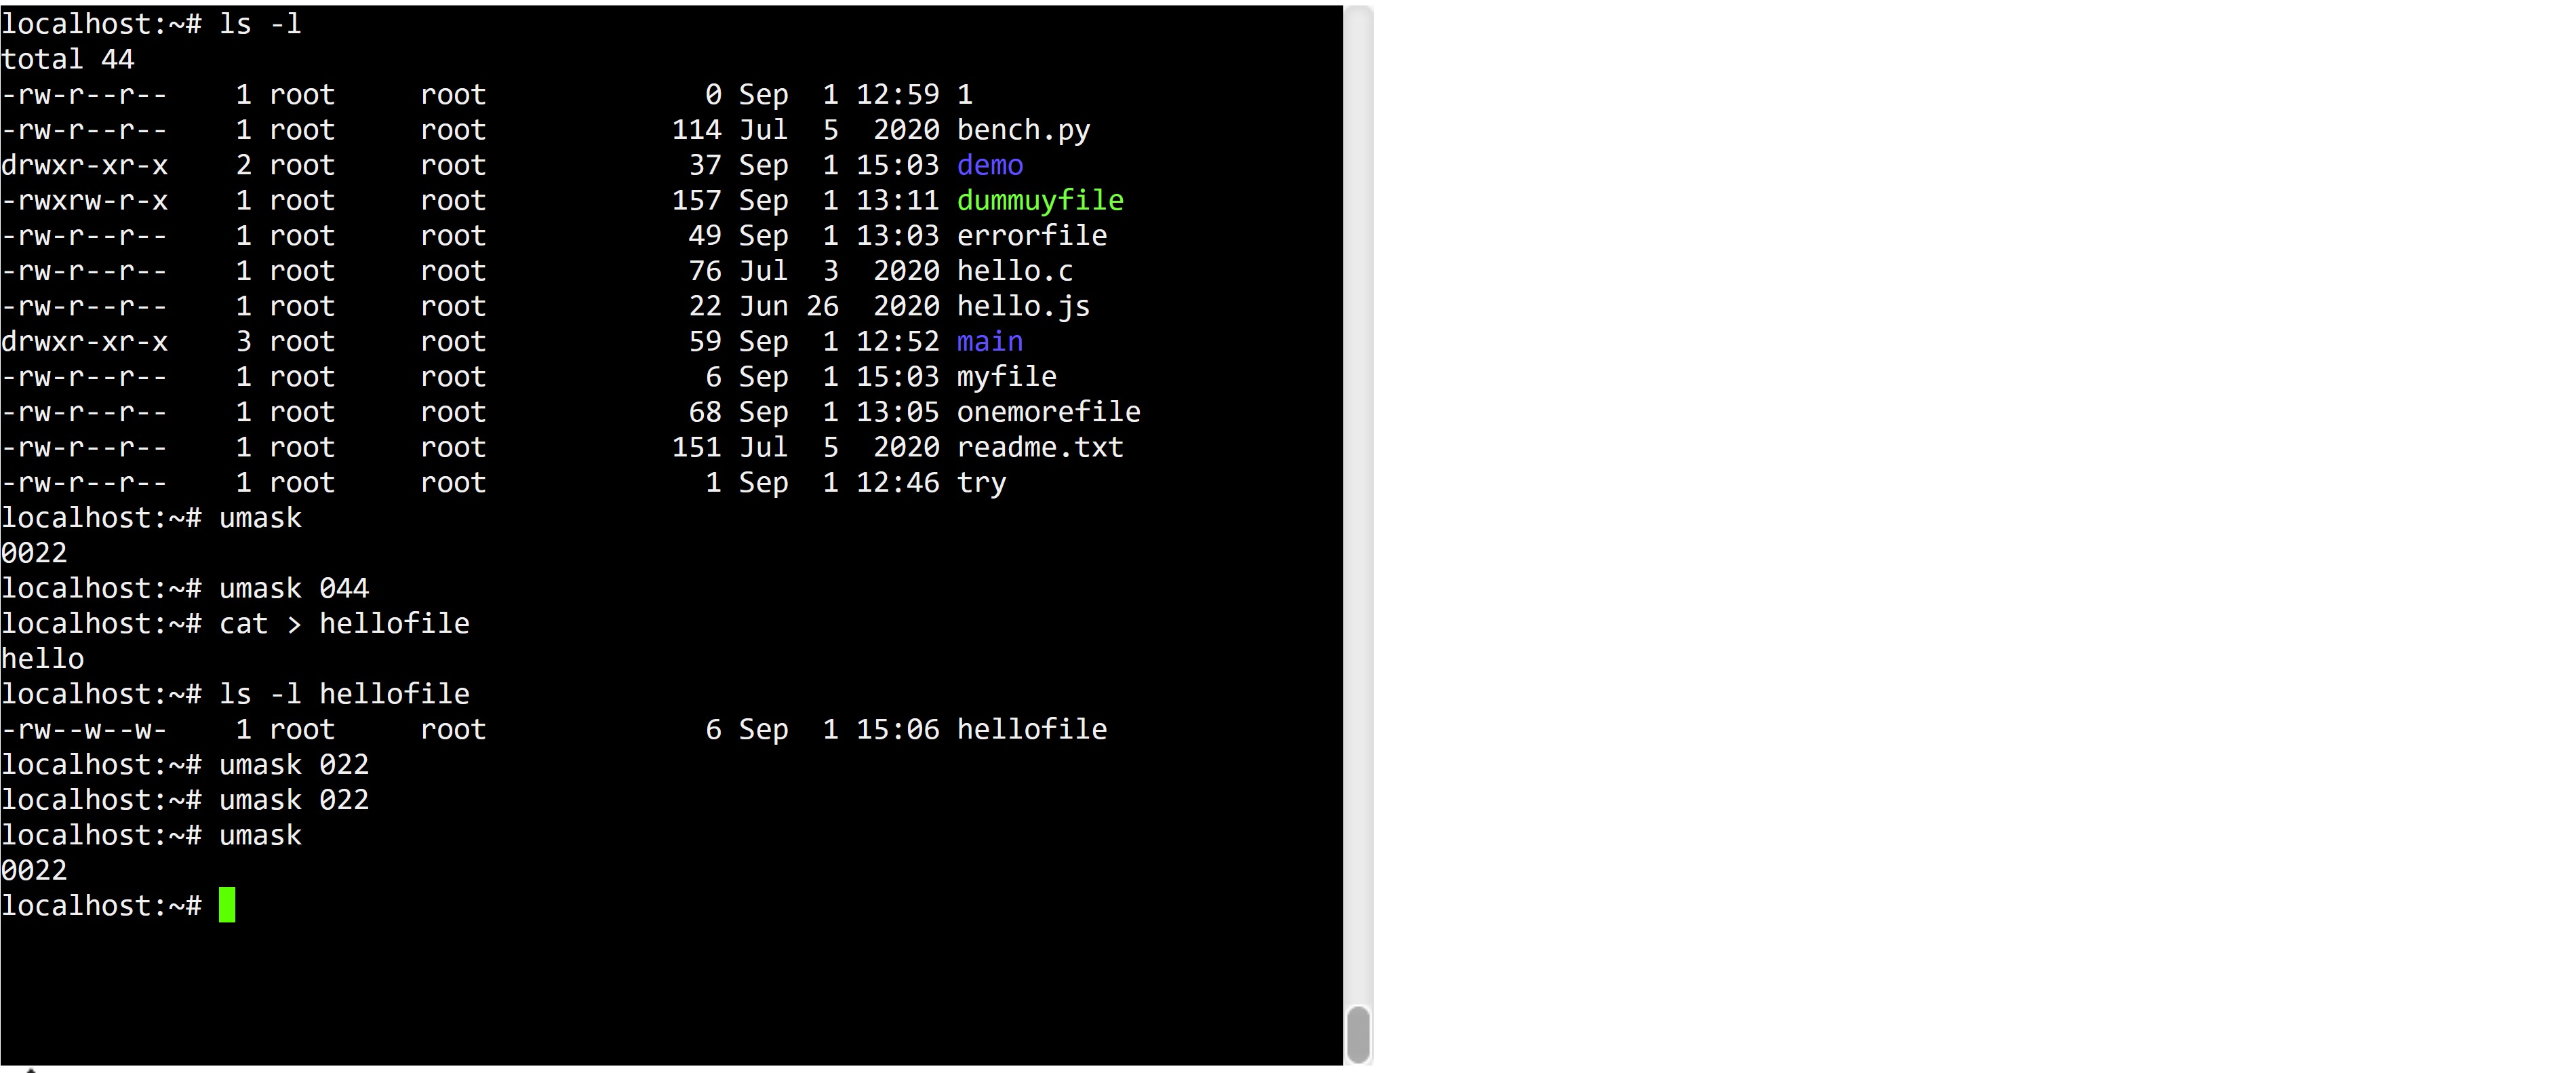 localhost:~# ls -l
total 44
-rw-r--r--    1 root     root             0 Sep  1 12:59 1
-rw-r--r--    1 root     root           114 Jul  5  2020 bench.py
drwxr-xr-x    2 root     root            37 Sep  1 15:03 demo
-rwxrw-r-x    1 root     root           157 Sep  1 13:11 dummuyfile
-rw-r--r--    1 root     root            49 Sep  1 13:03 errorfile
-rw-r--r--    1 root     root            76 Jul  3  2020 hello.c
-rw-r--r--    1 root     root            22 Jun 26  2020 hello.js
drwxr-xr-x    3 root     root            59 Sep  1 12:52 main
-rw-r--r--    1 root     root             6 Sep  1 15:03 myfile
-rw-r--r--    1 root     root            68 Sep  1 13:05 onemorefile
-rw-r--r--    1 root     root           151 Jul  5  2020 readme.txt
-rw-r--r--    1 root     root             1 Sep  1 12:46 try
localhost:~# umask
0022
localhost:~# umask 044
localhost:~# cat > hellofile
hello
localhost:~# ls -l hellofile
-rw--w--w-    1 root     root             6 Sep  1 15:06 hellofile
localhost:~# umask 022
localhost:~# umask 022
localhost:~# umask
0022
localhost:~#